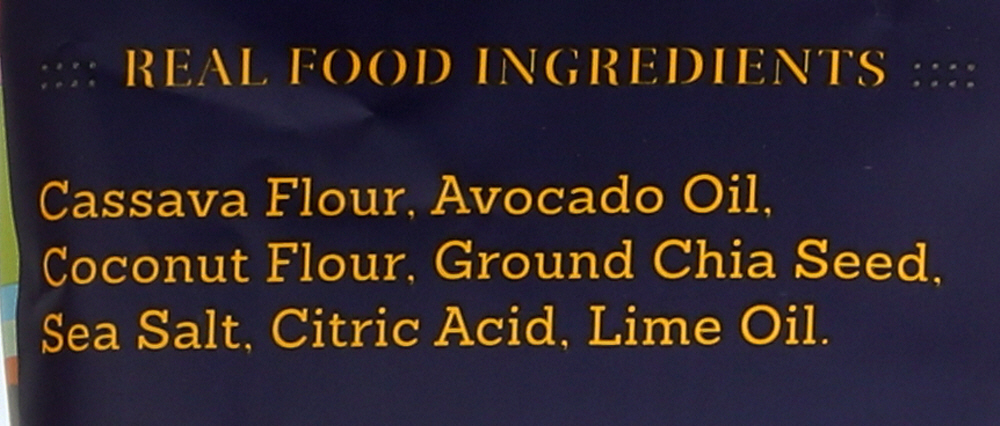 REAL FOOD INGREDIENTS
Cassava Flour, Avocado Oil,
Coconut Flour, Ground Chia Seed,
Sea Salt, Citric Acid, Lime Oil.